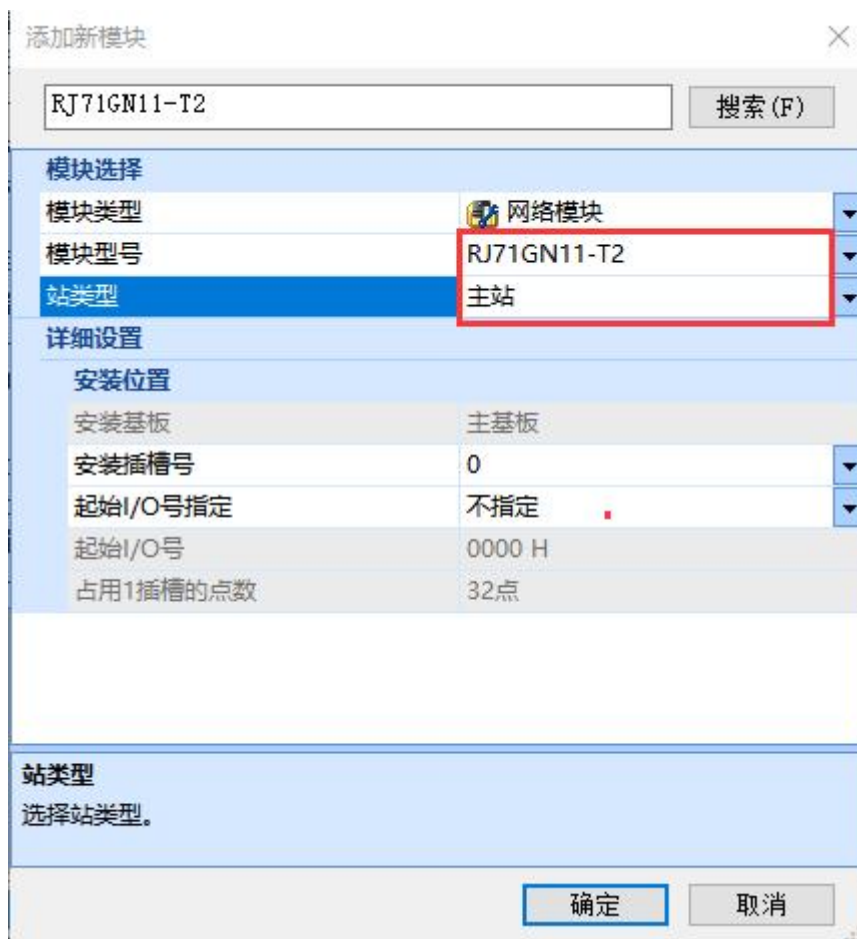 添加新模块
RJ71GN11-T2 搜索(F)
模块选择
模块类型 网络模块
模块型号 RJ71GN11-T2
站类型 主站
详细设置
安装位置
安装基板 主基板
安装插槽号 0
起始I/O号指定 不指定
起始I/O号 0000 H
占用1插槽的点数 32点
站类型
选择站类型。
确定 取消